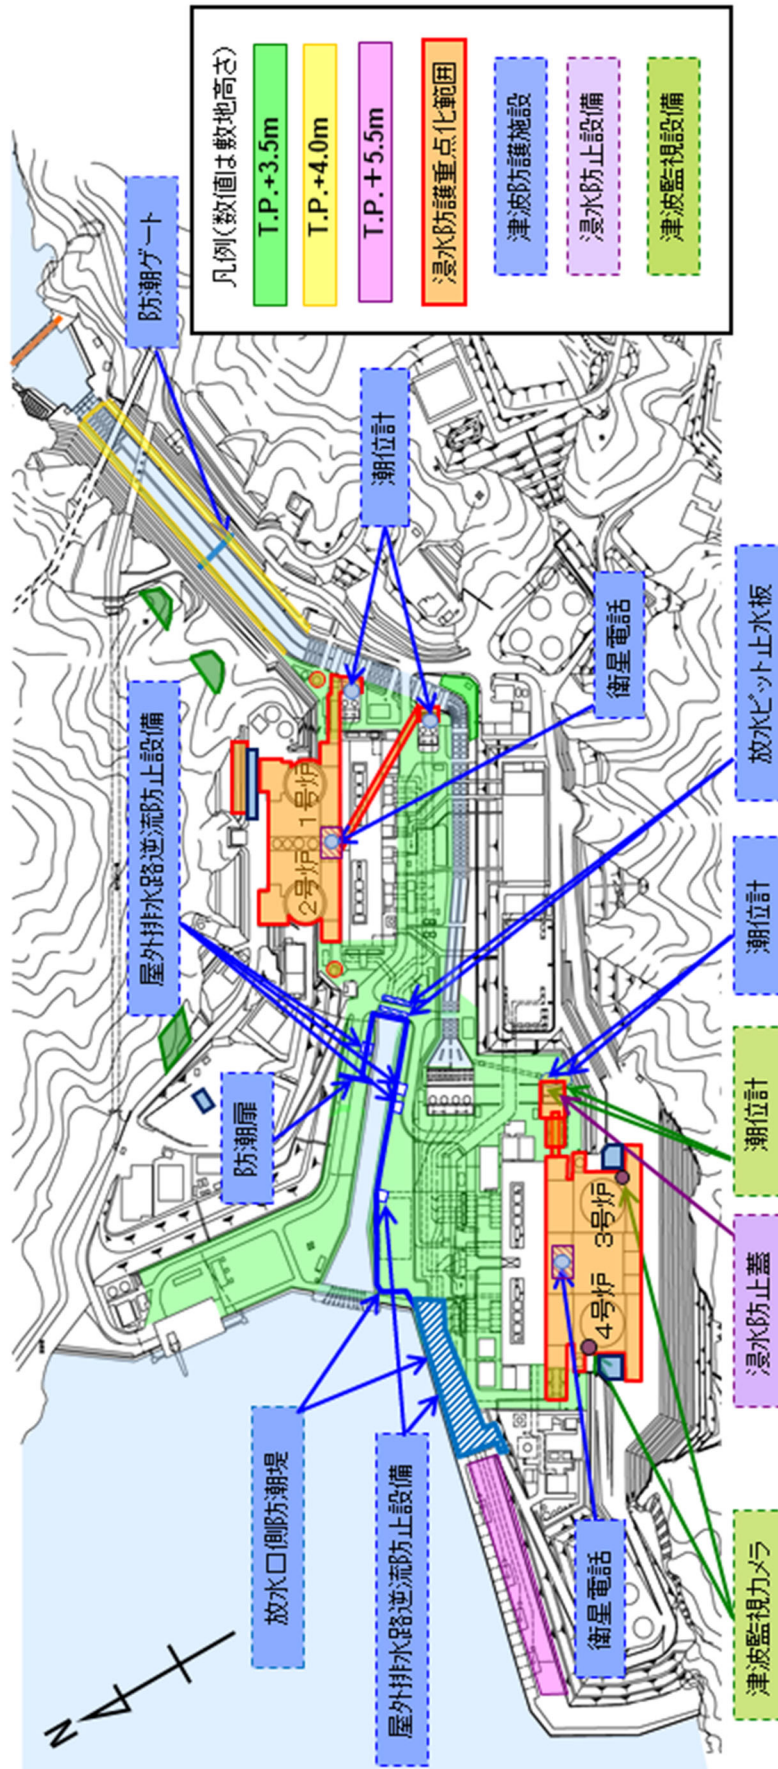 凡例(数値は敷地高さ)
T.P.+3.5m
T.P.+4.0m
T.P.+5.5m
浸水防護重点化範囲
津波防護施設
浸水防止設備
津波監視設備
防潮ゲート
潮位計
衛星電話
放水ピット止水板
屋外排水路逆流防止設備
2号炉
1号炉
防潮扉
潮位計
潮位計
浸水防止蓋
4号炉
3号炉
放水口側防潮堤
屋外排水路逆流防止設備
衛星電話
津波監視カメラ
N